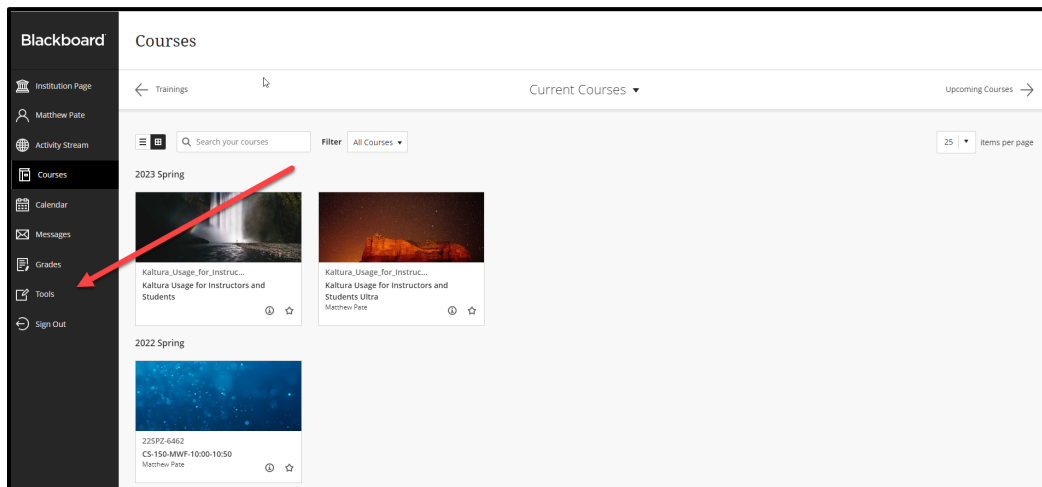 Blackboard
Institution Page
Matthew Pate
Activity Stream
Courses
Calendar
Messages
Grades
Tools
Sign Out
Courses
Trainings
Current Courses
Upcoming Courses
Search your courses
Filter
All Courses
25
items per page
2023 Spring
Kaltura_Usage_for_Instruc...
Kaltura Usage for Instructors and
Students
Kaltura_Usage_for_Instruc...
Kaltura Usage for Instructors and
Students Ultra
Matthew Pate
2022 Spring
22SPZ-6462
CS-150-MWF-10:00-10:50
Matthew Pate